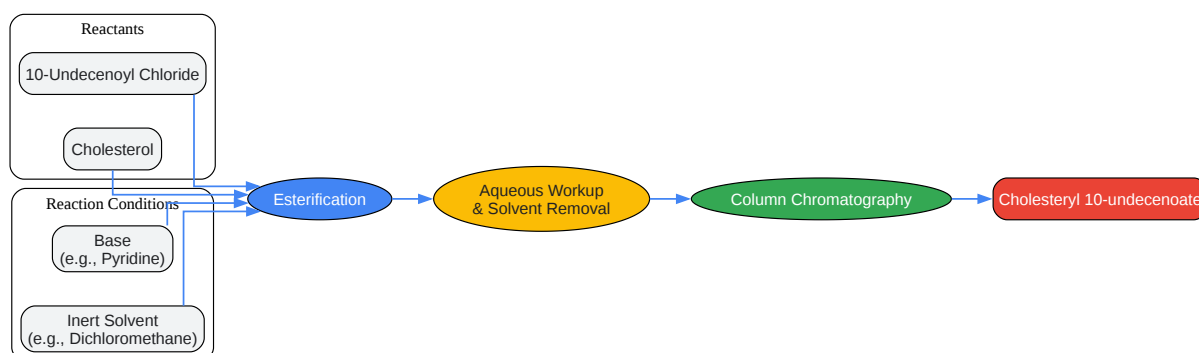 Reactants
10-Undecenoyl Chloride
Cholesterol
Reaction Conditions
Base
(e.g., Pyridine)
Inert Solvent
(e.g., Dichloromethane)
Esterification
Aqueous Workup
& Solvent Removal
Column Chromatography
Cholesteryl 10-undecenoate